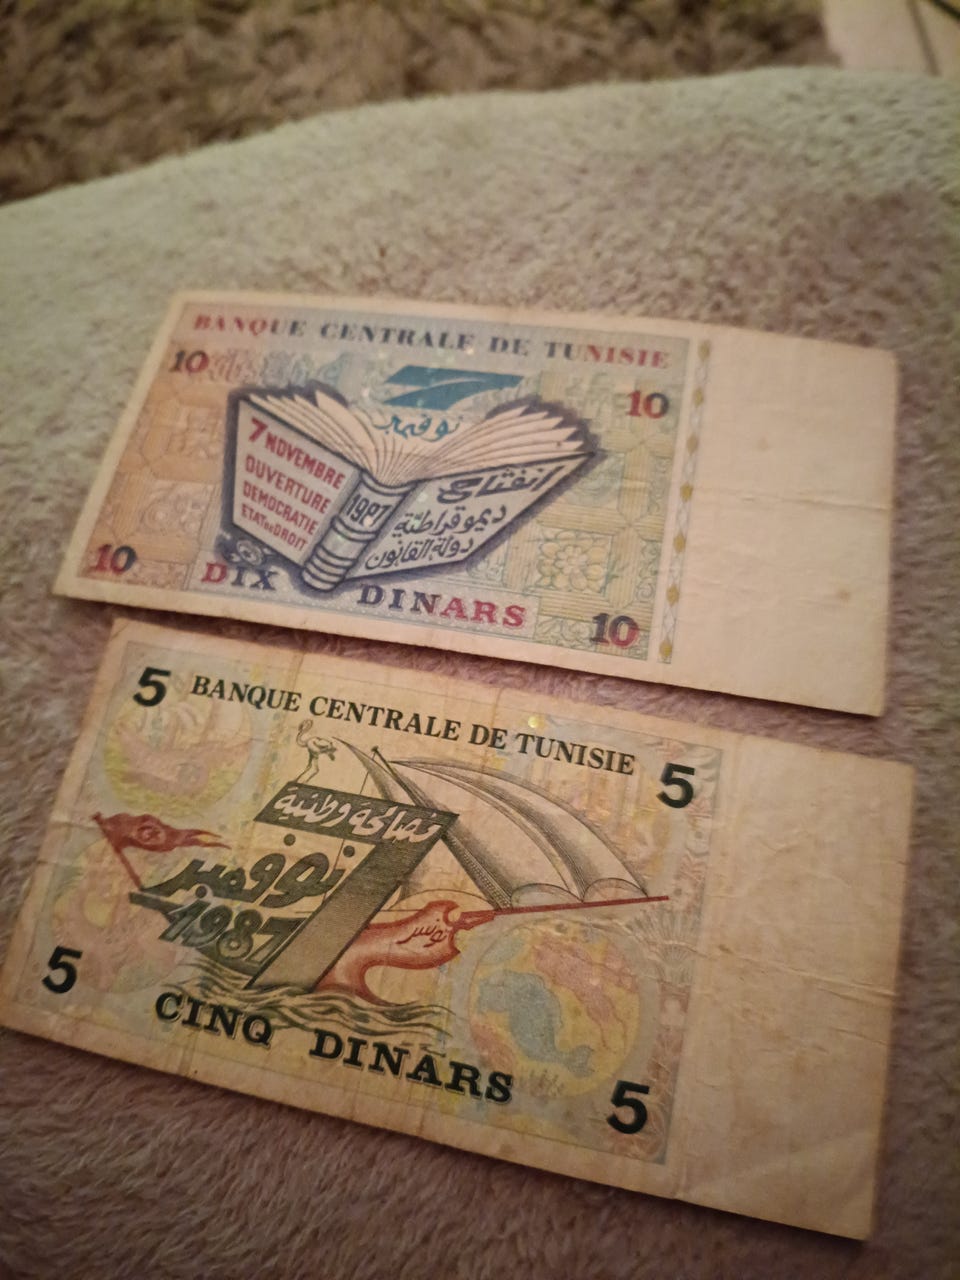 BANQUE CENTRALE DE TUNISIE
10
10
7
نوفمبر
7 NOVEMBRE
OUVERTURE
DEMOCRATIE
ETAT DE DROIT
1987
انفتاح
ديموقراطيّة
دولة القانون
10
DIX DINARS
10
5
BANQUE CENTRALE DE TUNISIE
5
مصالحة وطنية
نوفمبر
1987
تونس
5
CINQ DINARS
5